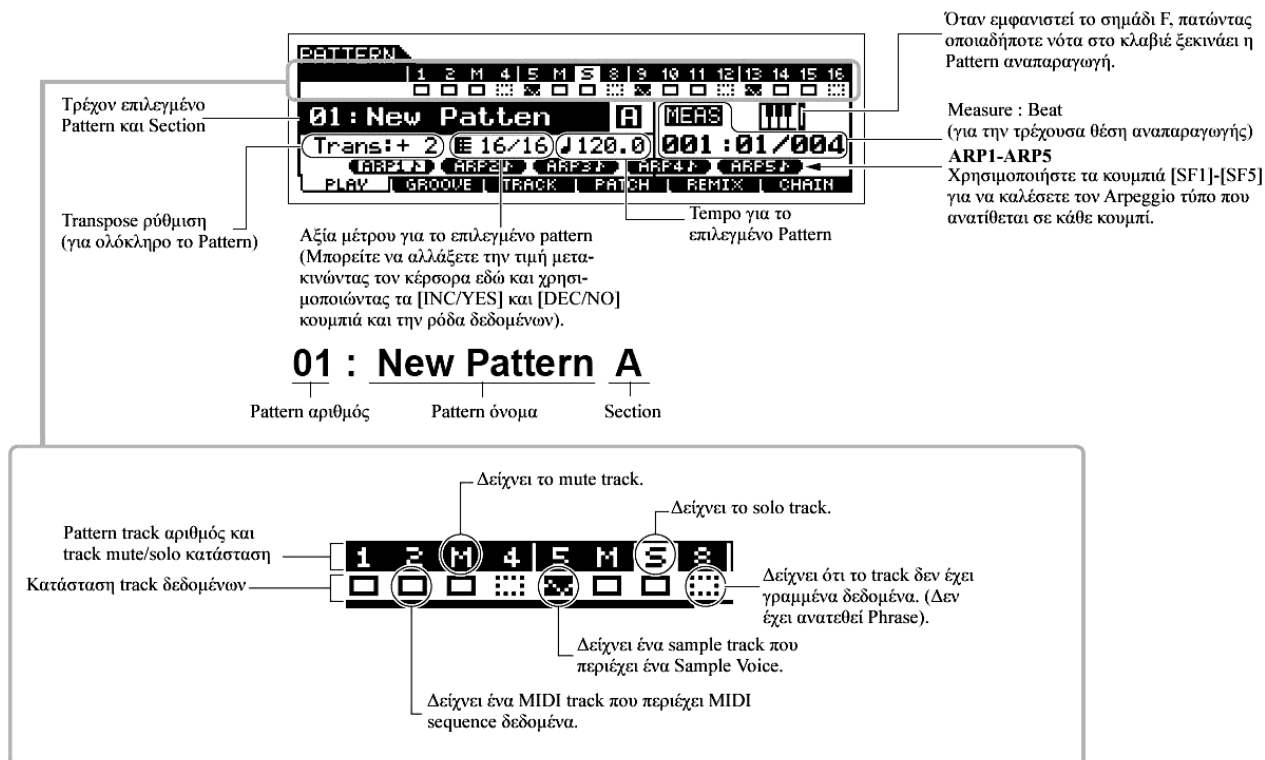 Όταν εμφανιστεί το σημάδι F, πατώντας
οποιαδήποτε νότα στο κλαβιέ ξεκινάει η
Pattern αναπαραγωγή.
PATTERN
1 2 M 4 5 M S 8 9 10 11 12 13 14 15 16
Τρέχον επιλεγμένο
Pattern και Section
01:New Patten A MEAS
Measure : Beat
(για την τρέχουσα θέση αναπαραγωγής)
Trans:+ 2 16/16 ♩120.0 001:01/004
ARP1♪ ARP2♪ ARP3♪ ARP4♪ ARP5♪
PLAY GROOVE TRACK PATCH REMIX CHAIN
ARP1-ARP5
Χρησιμοποιήστε τα κουμπιά [SF1]-[SF5]
για να καλέσετε τον Arpeggio τύπο που
ανατίθεται σε κάθε κουμπί.
Transpose ρύθμιση
(για ολόκληρο το Pattern)
Αξία μέτρου για το επιλεγμένο pattern
(Μπορείτε να αλλάξετε την τιμή μετα-
κινώντας τον κέρσορα εδώ και χρησι-
μοποιώντας τα [INC/YES] και [DEC/NO]
κουμπιά και την ρόδα δεδομένων).
Tempo για το
επιλεγμένο Pattern
01 : New Pattern A
Pattern αριθμός Pattern όνομα Section
Δείχνει το mute track.
Δείχνει το solo track.
Pattern track αριθμός και
track mute/solo κατάσταση
1 2 M 4 5 M S 8
Κατάσταση track δεδομένων
Δείχνει ότι το track δεν έχει
γραμμένα δεδομένα. (Δεν
έχει ανατεθεί Phrase).
Δείχνει ένα sample track που
περιέχει ένα Sample Voice.
Δείχνει ένα MIDI track που περιέχει MIDI
sequence δεδομένα.